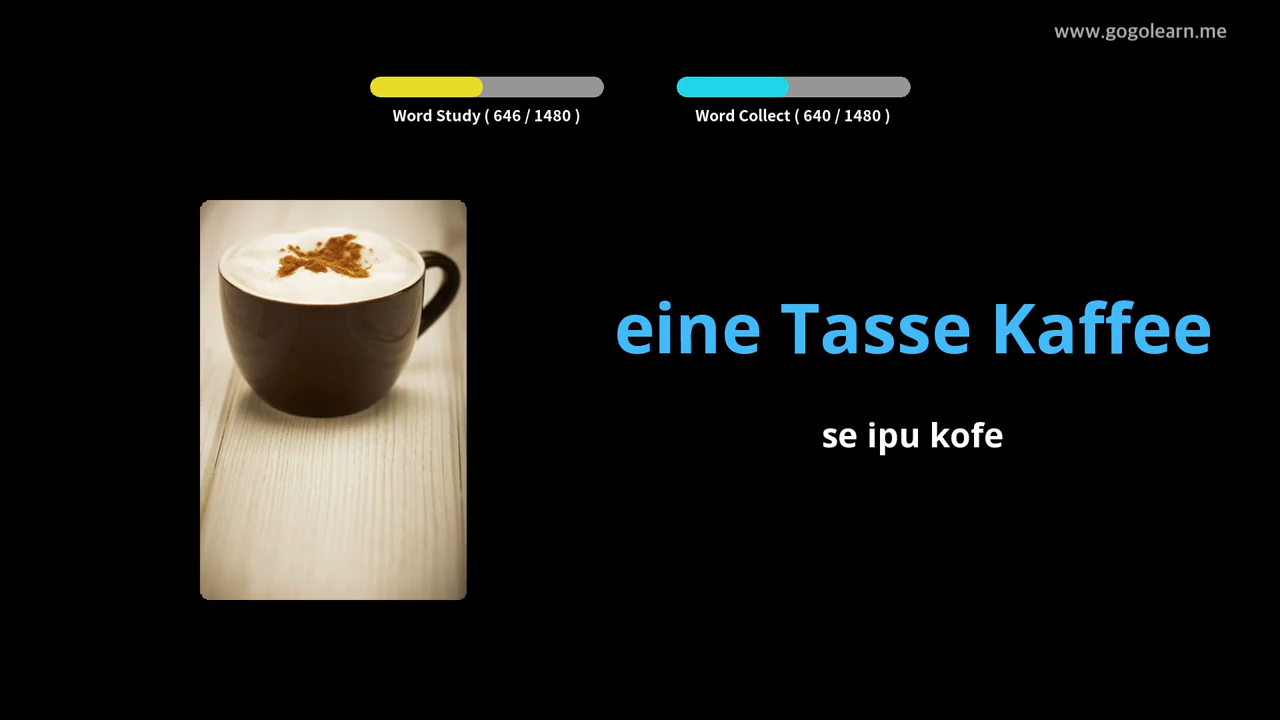 www.gogolearn.me
Word Study ( 646 / 1480 )
Word Collect ( 640 / 1480 )
eine Tasse Kaffee
se ipu kofe